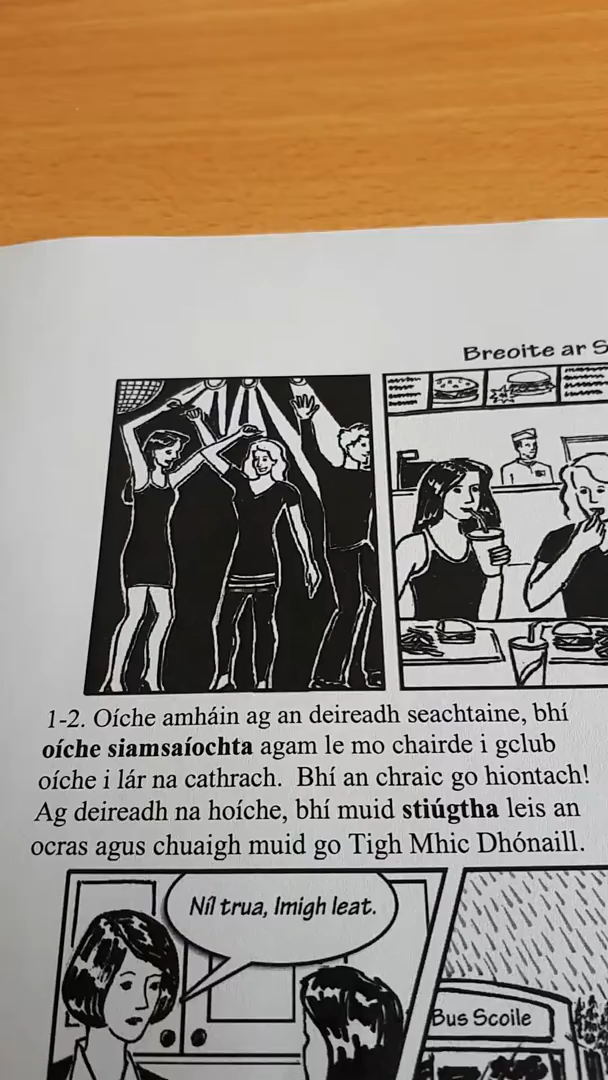 Breoite ar S
1-2. Oíche amháin ag an deireadh seachtaine, bhí
oíche siamsaíochta agam le mo chairde i gclub
oíche i lár na cathrach. Bhí an chraic go hiontach!
Ag deireadh na hoíche, bhí muid stiúgtha leis an
ocras agus chuaigh muid go Tigh Mhic Dhónaill.
Níl trua, Imigh leat.
Bus Scoile